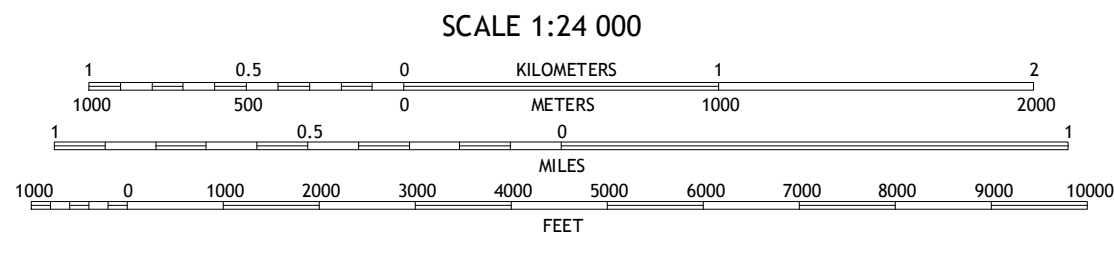 SCALE 1:24 000
1 0.5 0 KILOMETERS 1 2
1000 500 0 METERS 1000 2000
1 0.5 0 1
MILES
1000 0 1000 2000 3000 4000 5000 6000 7000 8000 9000 10000
FEET